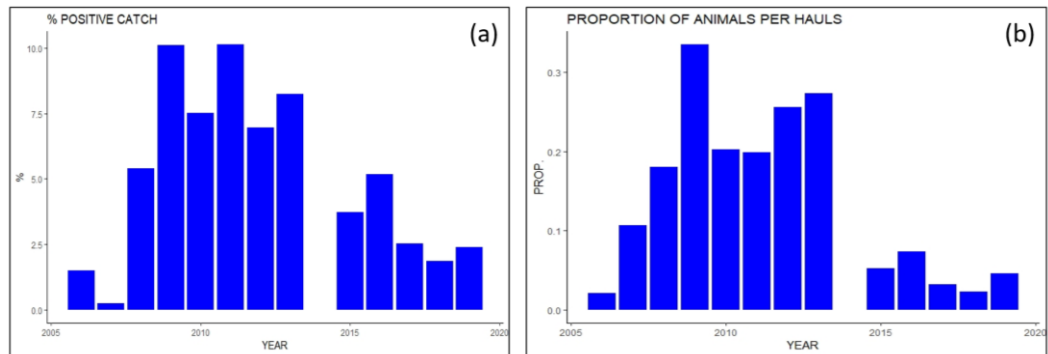 % POSITIVE CATCH
(a)
10.0
7.5
5.0
2.5
0.0
%
2005 2010 2015 2020
YEAR
PROPORTION OF ANIMALS PER HAULS
(b)
0.3
0.2
0.1
0.0
PROP.
2005 2010 2015 2020
YEAR